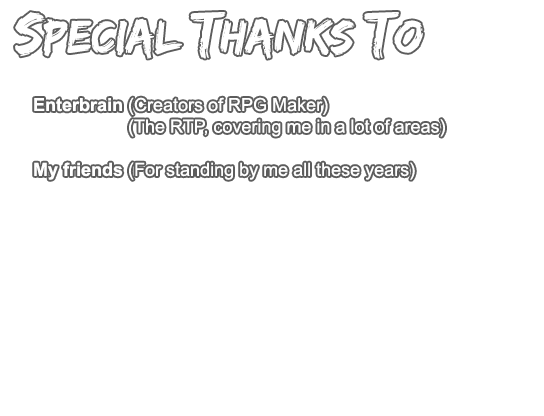 Special Thanks To
Enterbrain (Creators of RPG Maker)
(The RTP, covering me in a lot of areas)
My friends (For standing by me all these years)